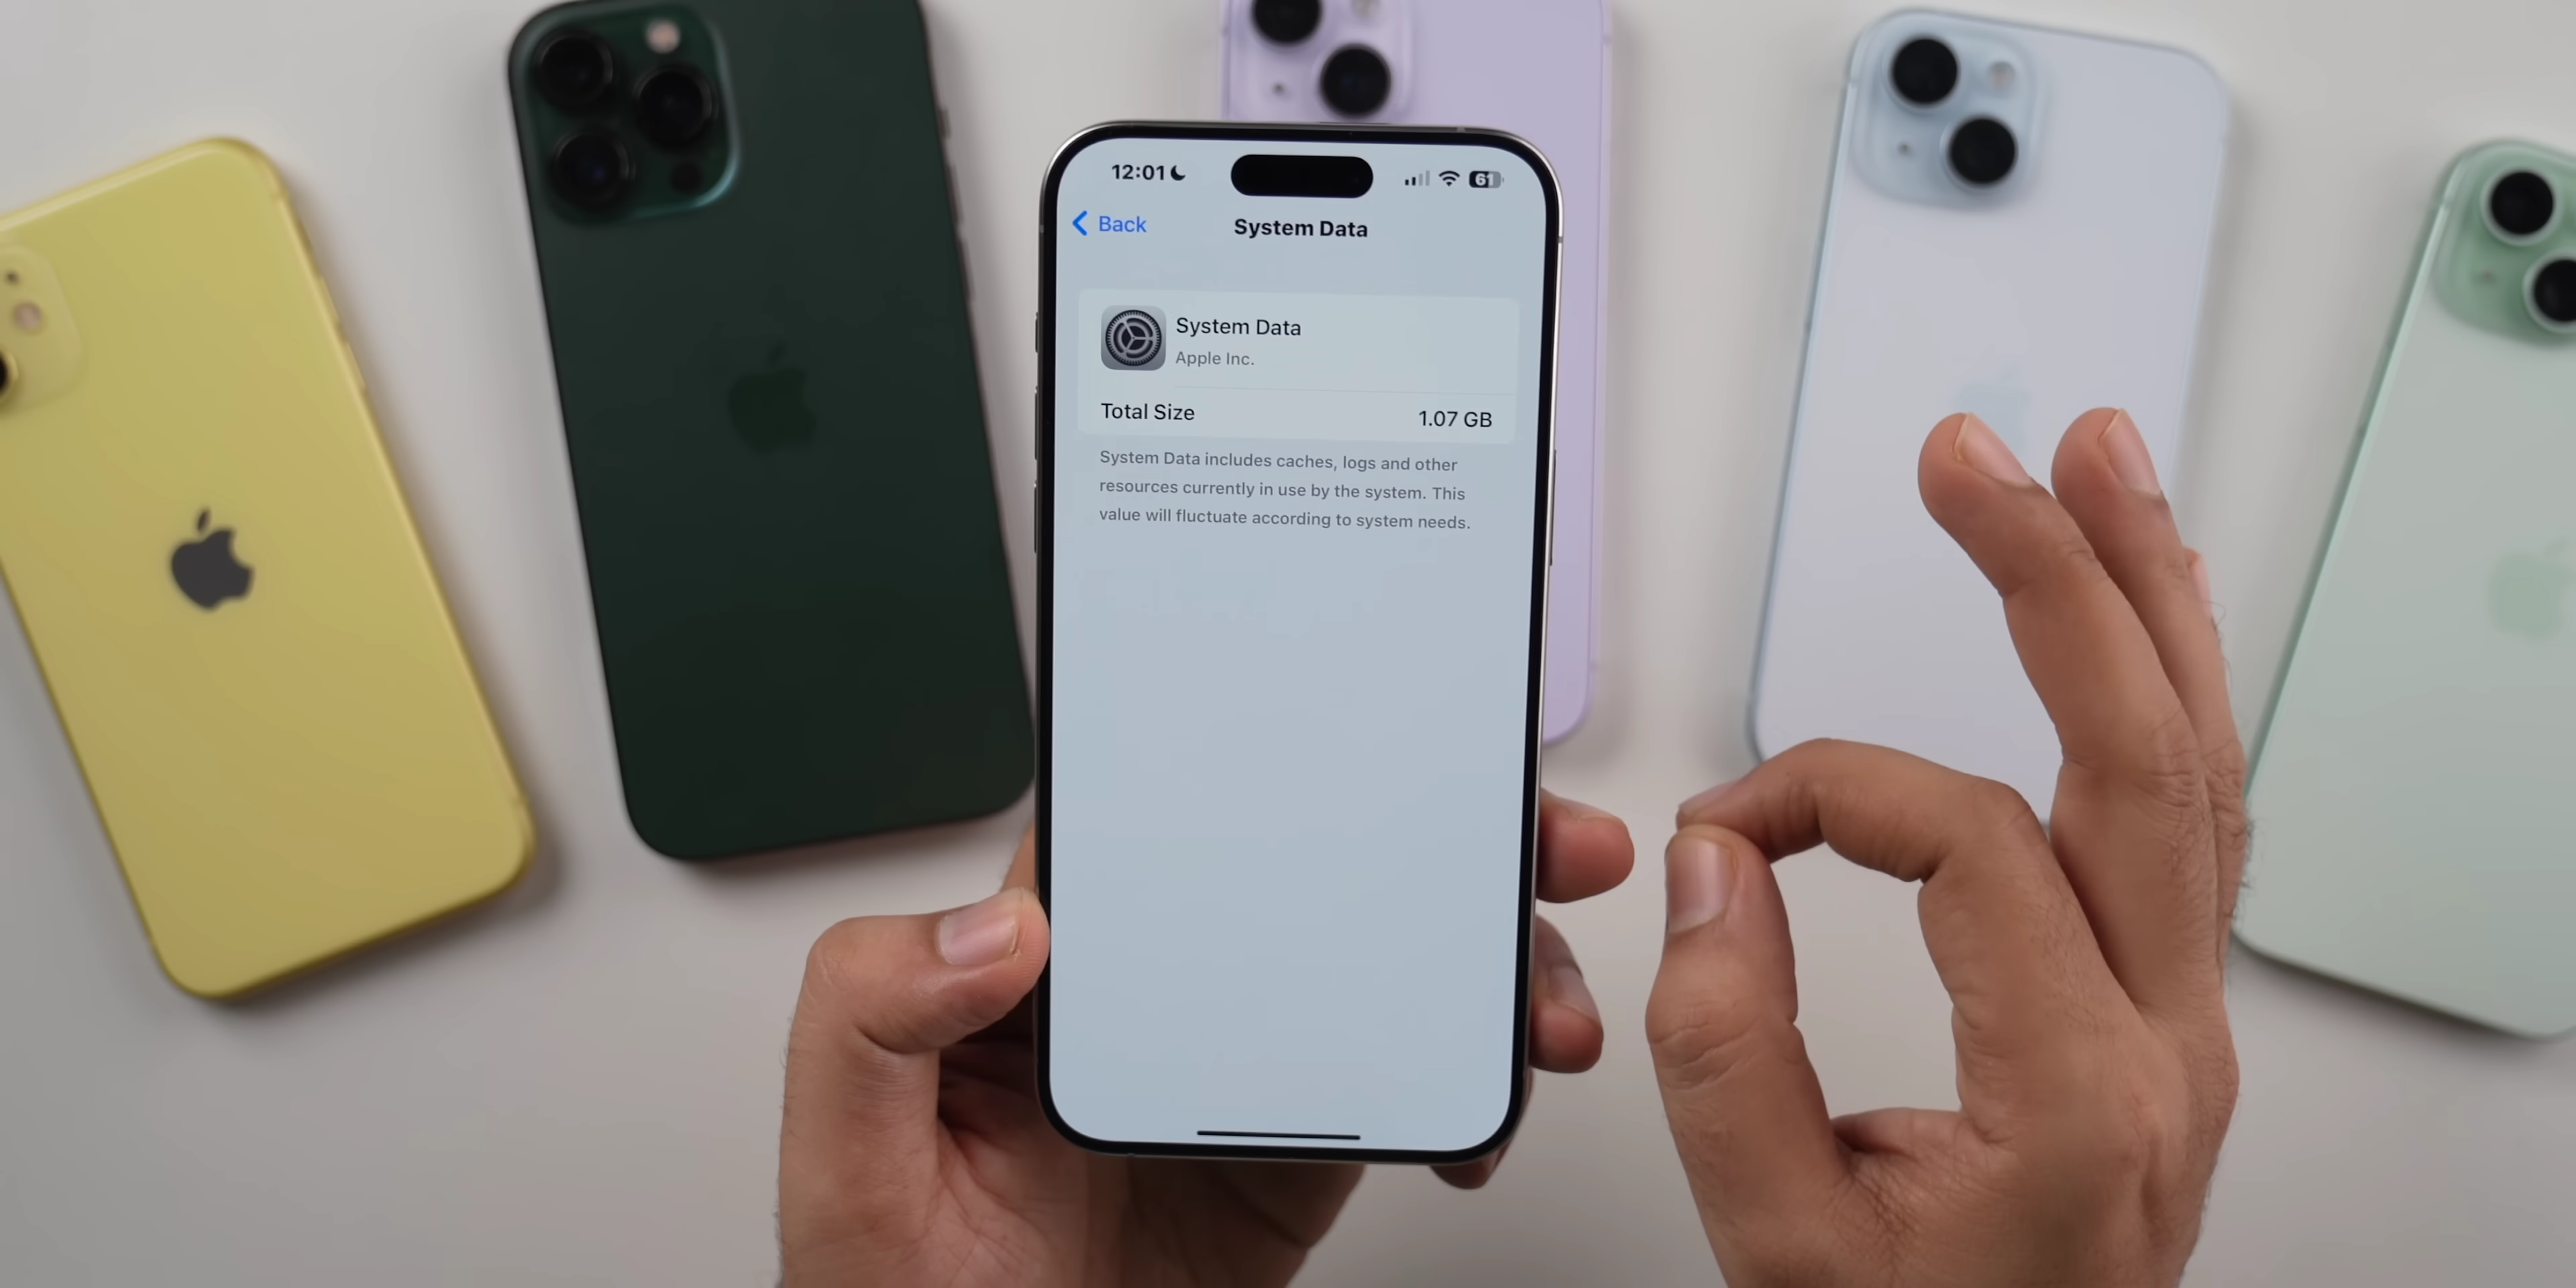 12:01
61
Back
System Data
System Data
Apple Inc.
Total Size 1.07 GB
System Data includes caches, logs and other
resources currently in use by the system. This
value will fluctuate according to system needs.